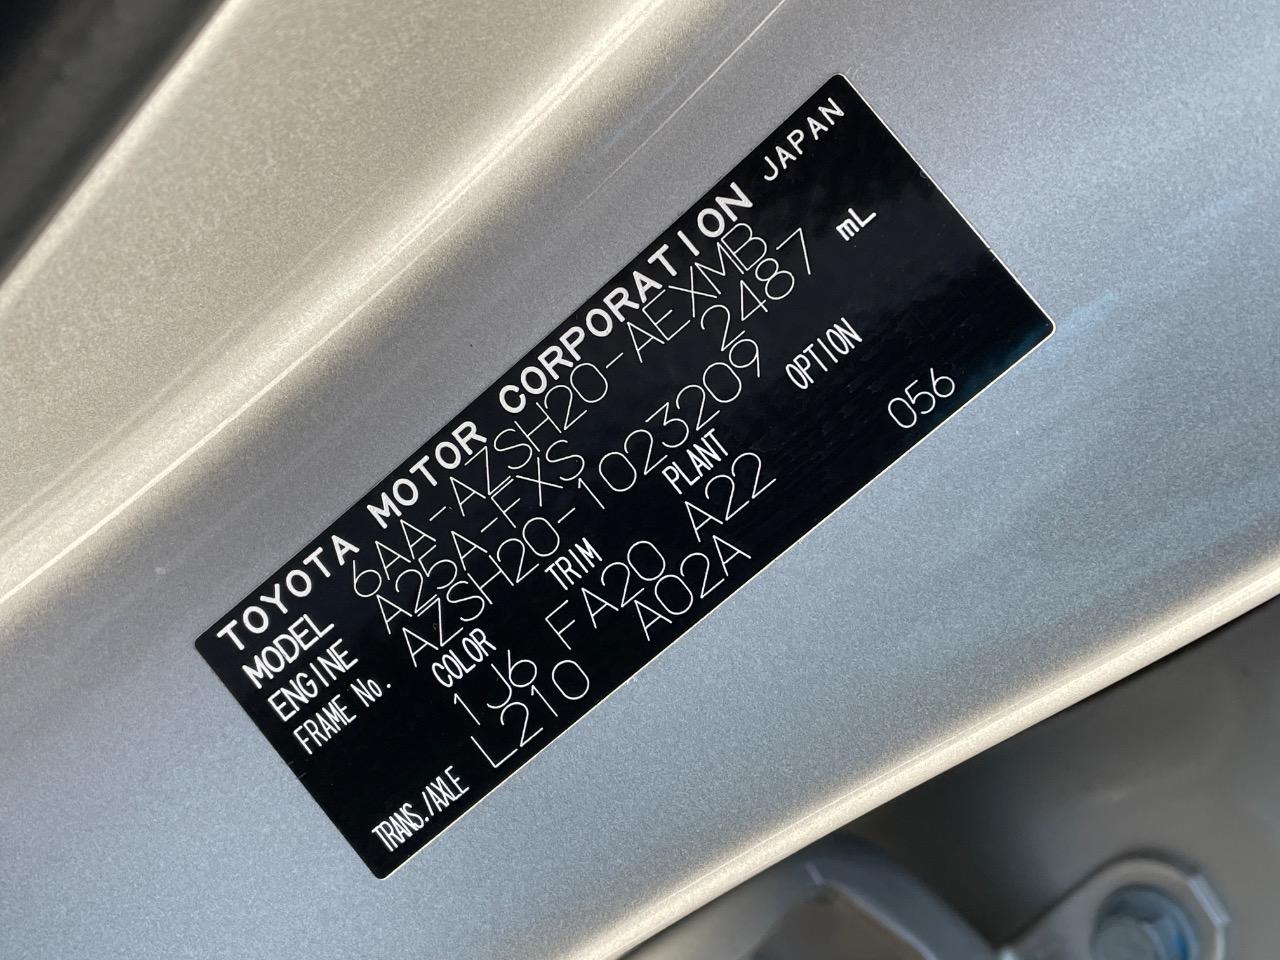 TOYOTA MOTOR CORPORATION JAPAN
MODEL 6AA-AZSH20-AEXMB
ENGINE A25A-FXS 2487 mL
FRAME No. AZSH20-1023209
COLOR TRIM PLANT OPTION
1J6 FA20 A22 056
TRANS./AXLE L210 A02A